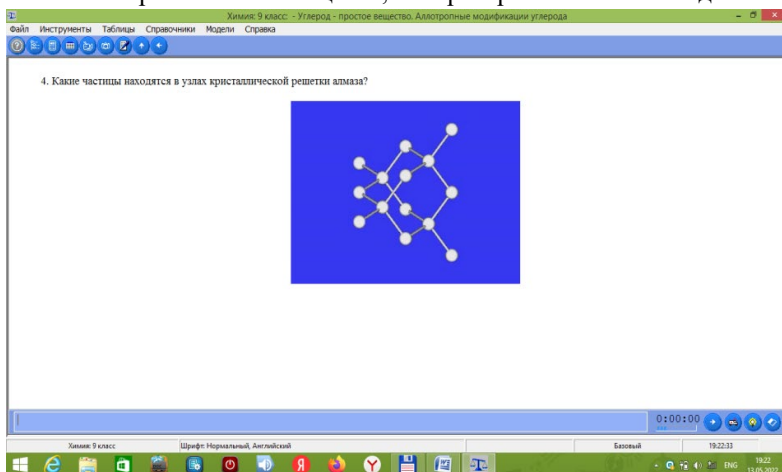 Химия: 9 класс: - Углерод - простое вещество. Аллотропные модификации углерода
Файл Инструменты Таблицы Справочники Модели Справка
4. Какие частицы находятся в узлах кристаллической решетки алмаза?
0:00:00
Химия: 9 класс
Шрифт: Нормальный, Английский
Базовый
19:22:33
ENG
19:22